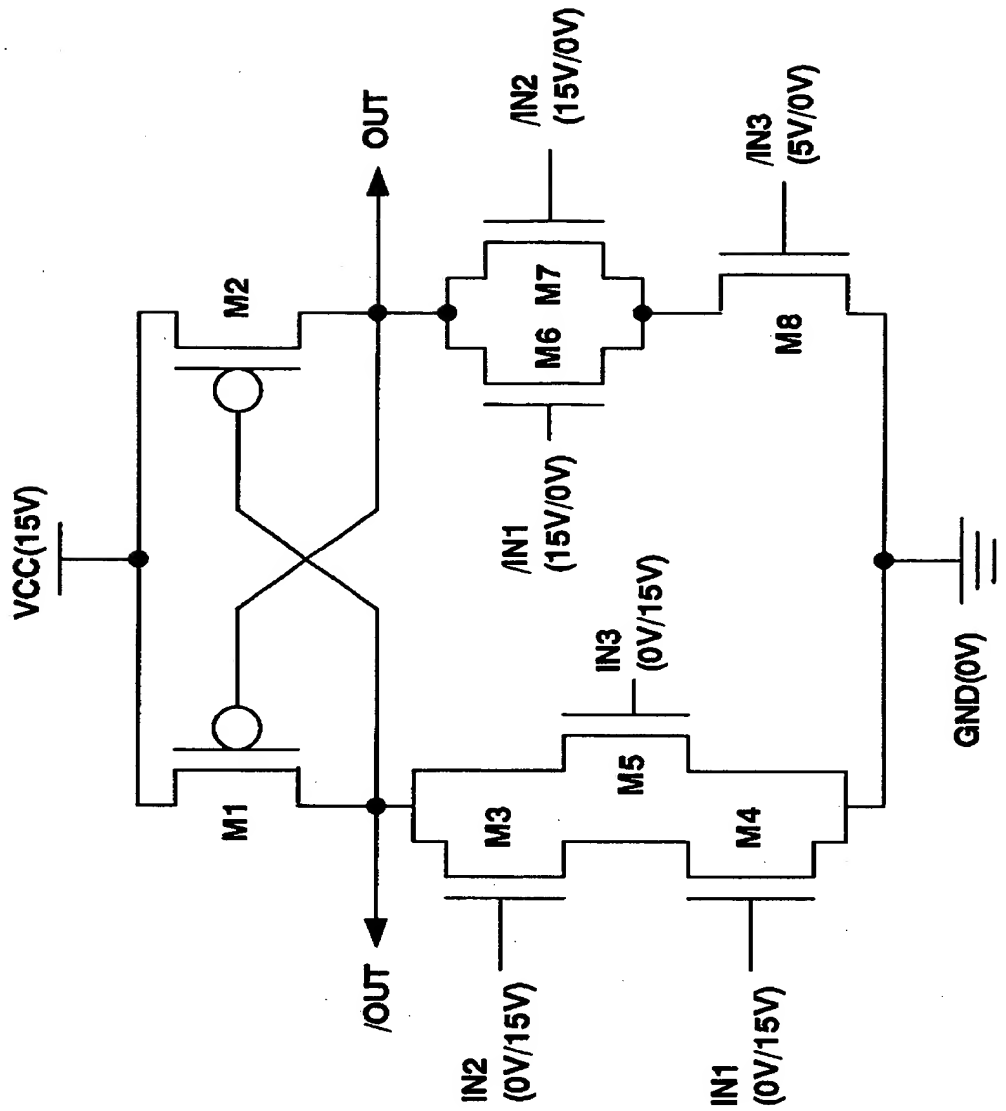 VCC(15V)
M1
M2
/OUT
OUT
IN2
(0V/15V)
M3
M5
IN3
(0V/15V)
/IN1
(15V/0V)
M6
M7
/IN2
(15V/0V)
IN1
(0V/15V)
M4
M8
/IN3
(5V/0V)
GND(0V)